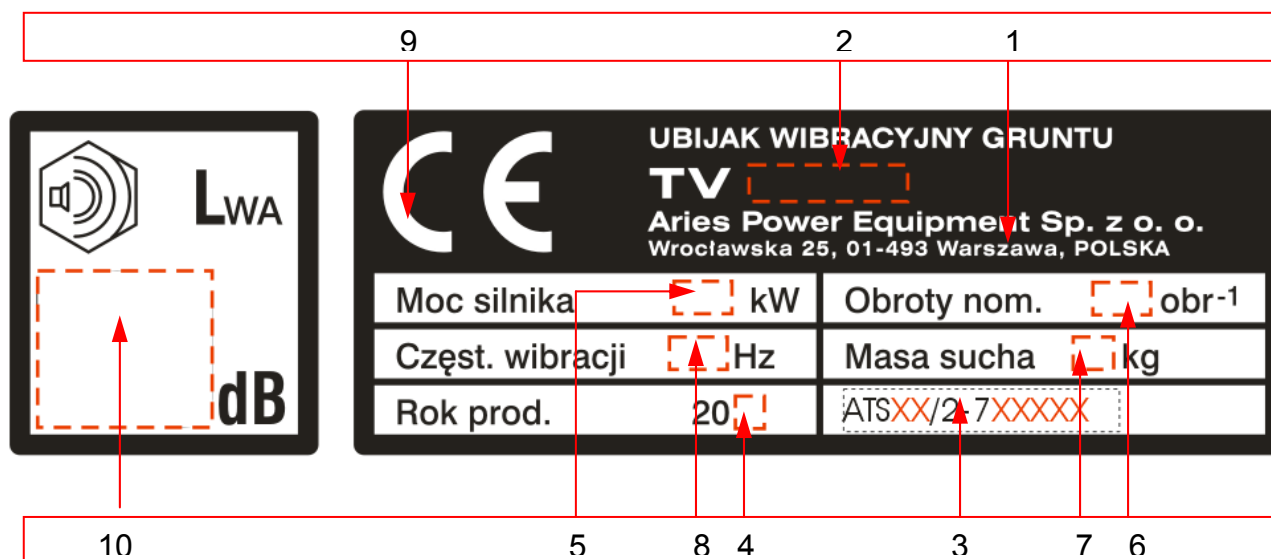 9 2 1
LWA
dB
CE
UBIJAK WIBRACYJNY GRUNTU
TV
Aries Power Equipment Sp. z o. o.
Wrocławska 25, 01-493 Warszawa, POLSKA
Moc silnika kW
Obroty nom. obr-1
Częst. wibracji Hz
Masa sucha kg
Rok prod. 20
ATSXX/2-7XXXXX
10 5 8 4 3 7 6